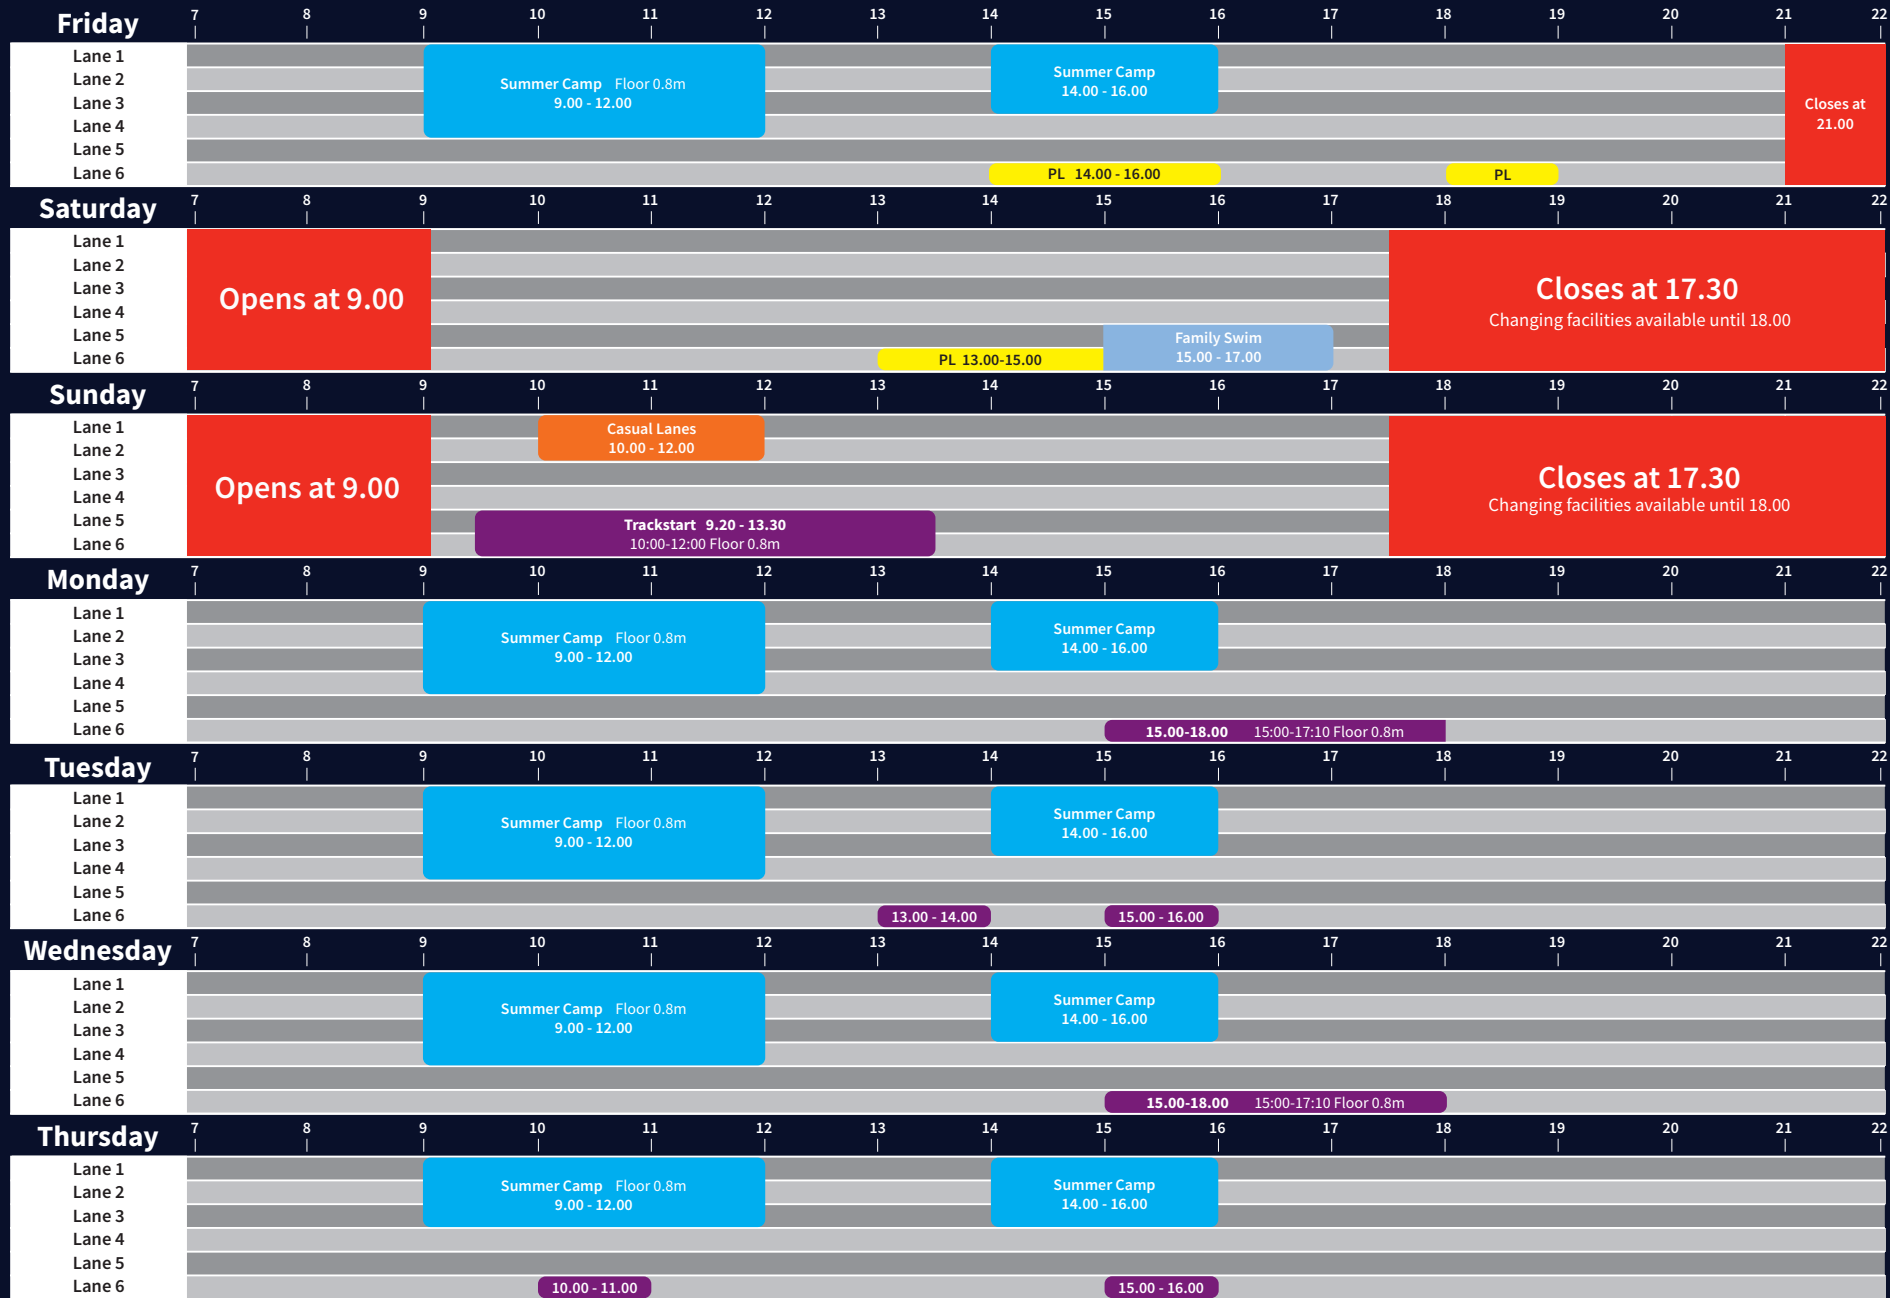 Friday 7 8 9 10 11 12 13 14 15 16 17 18 19 20 21 22
Lane 1
Lane 2
Lane 3
Lane 4
Lane 5
Lane 6
Summer Camp Floor 0.8m
9.00 - 12.00
Summer Camp
14.00 - 16.00
Closes at
21.00
PL 14.00 - 16.00
PL
Saturday 7 8 9 10 11 12 13 14 15 16 17 18 19 20 21 22
Lane 1
Lane 2
Lane 3
Lane 4
Lane 5
Lane 6
Opens at 9.00
PL 13.00-15.00
Family Swim
15.00 - 17.00
Closes at 17.30
Changing facilities available until 18.00
Sunday 7 8 9 10 11 12 13 14 15 16 17 18 19 20 21 22
Lane 1
Lane 2
Lane 3
Lane 4
Lane 5
Lane 6
Opens at 9.00
Casual Lanes
10.00 - 12.00
Trackstart 9.20 - 13.30
10:00-12:00 Floor 0.8m
Closes at 17.30
Changing facilities available until 18.00
Monday 7 8 9 10 11 12 13 14 15 16 17 18 19 20 21 22
Lane 1
Lane 2
Lane 3
Lane 4
Lane 5
Lane 6
Summer Camp Floor 0.8m
9.00 - 12.00
Summer Camp
14.00 - 16.00
15.00-18.00 15:00-17:10 Floor 0.8m
Tuesday 7 8 9 10 11 12 13 14 15 16 17 18 19 20 21 22
Lane 1
Lane 2
Lane 3
Lane 4
Lane 5
Lane 6
Summer Camp Floor 0.8m
9.00 - 12.00
Summer Camp
14.00 - 16.00
13.00 - 14.00
15.00 - 16.00
Wednesday 7 8 9 10 11 12 13 14 15 16 17 18 19 20 21 22
Lane 1
Lane 2
Lane 3
Lane 4
Lane 5
Lane 6
Summer Camp Floor 0.8m
9.00 - 12.00
Summer Camp
14.00 - 16.00
15.00-18.00 15:00-17:10 Floor 0.8m
Thursday 7 8 9 10 11 12 13 14 15 16 17 18 19 20 21 22
Lane 1
Lane 2
Lane 3
Lane 4
Lane 5
Lane 6
Summer Camp Floor 0.8m
9.00 - 12.00
Summer Camp
14.00 - 16.00
10.00 - 11.00
15.00 - 16.00